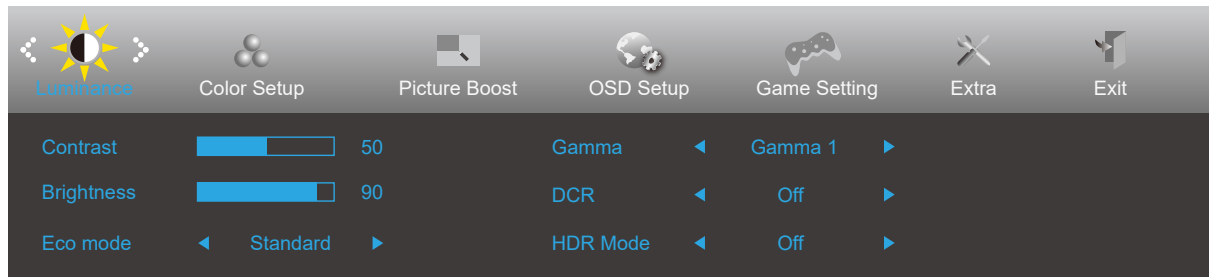 Luminance Color Setup Picture Boost OSD Setup Game Setting Extra Exit
Contrast 50 Gamma Gamma 1
Brightness 90 DCR Off
Eco mode Standard HDR Mode Off